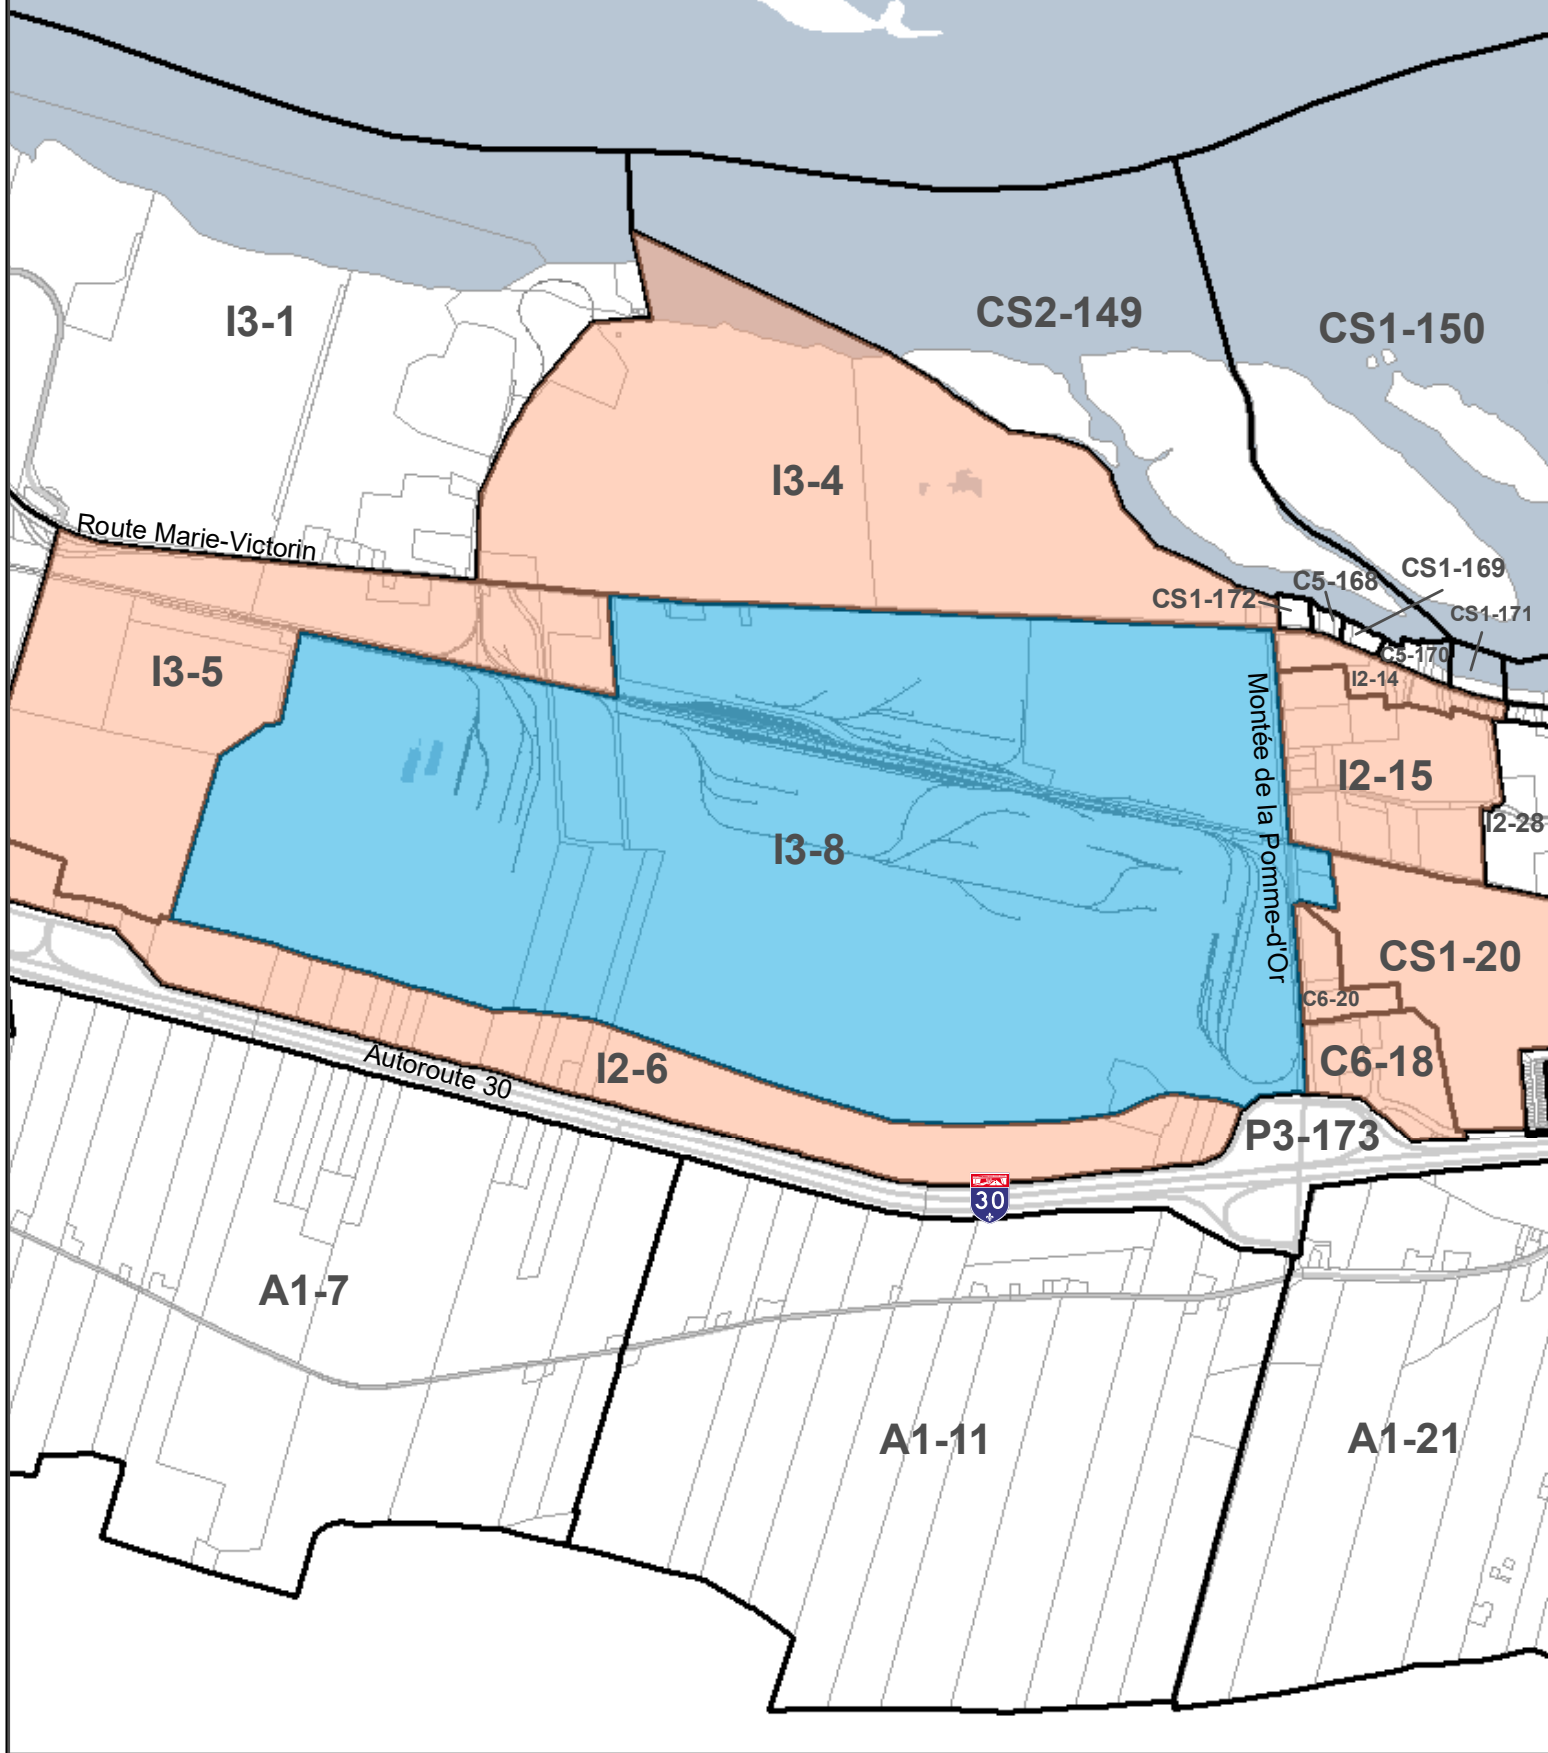 I3-1
CS2-149
CS1-150
I3-4
Route Marie-Victorin
C5-168
CS1-169
CS1-172
CS1-171
C5-170
I3-5
I2-14
Montée de la Pomme-d'Or
I2-15
I2-28
I3-8
CS1-20
C6-20
I2-6
C6-18
Autoroute 30
P3-173
30
A1-7
A1-11
A1-21